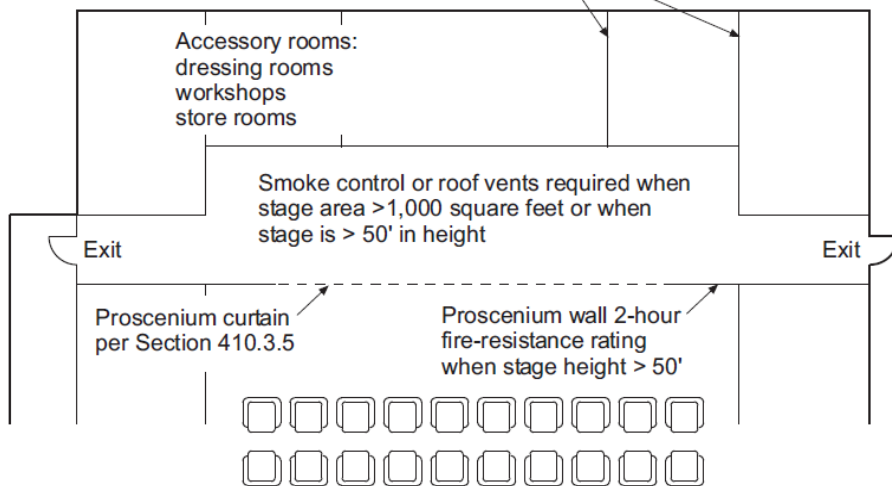 Accessory rooms:
dressing rooms
workshops
store rooms
Smoke control or roof vents required when
stage area >1,000 square feet or when
stage is > 50' in height
Exit
Exit
Proscenium curtain
per Section 410.3.5
Proscenium wall 2-hour
fire-resistance rating
when stage height > 50'